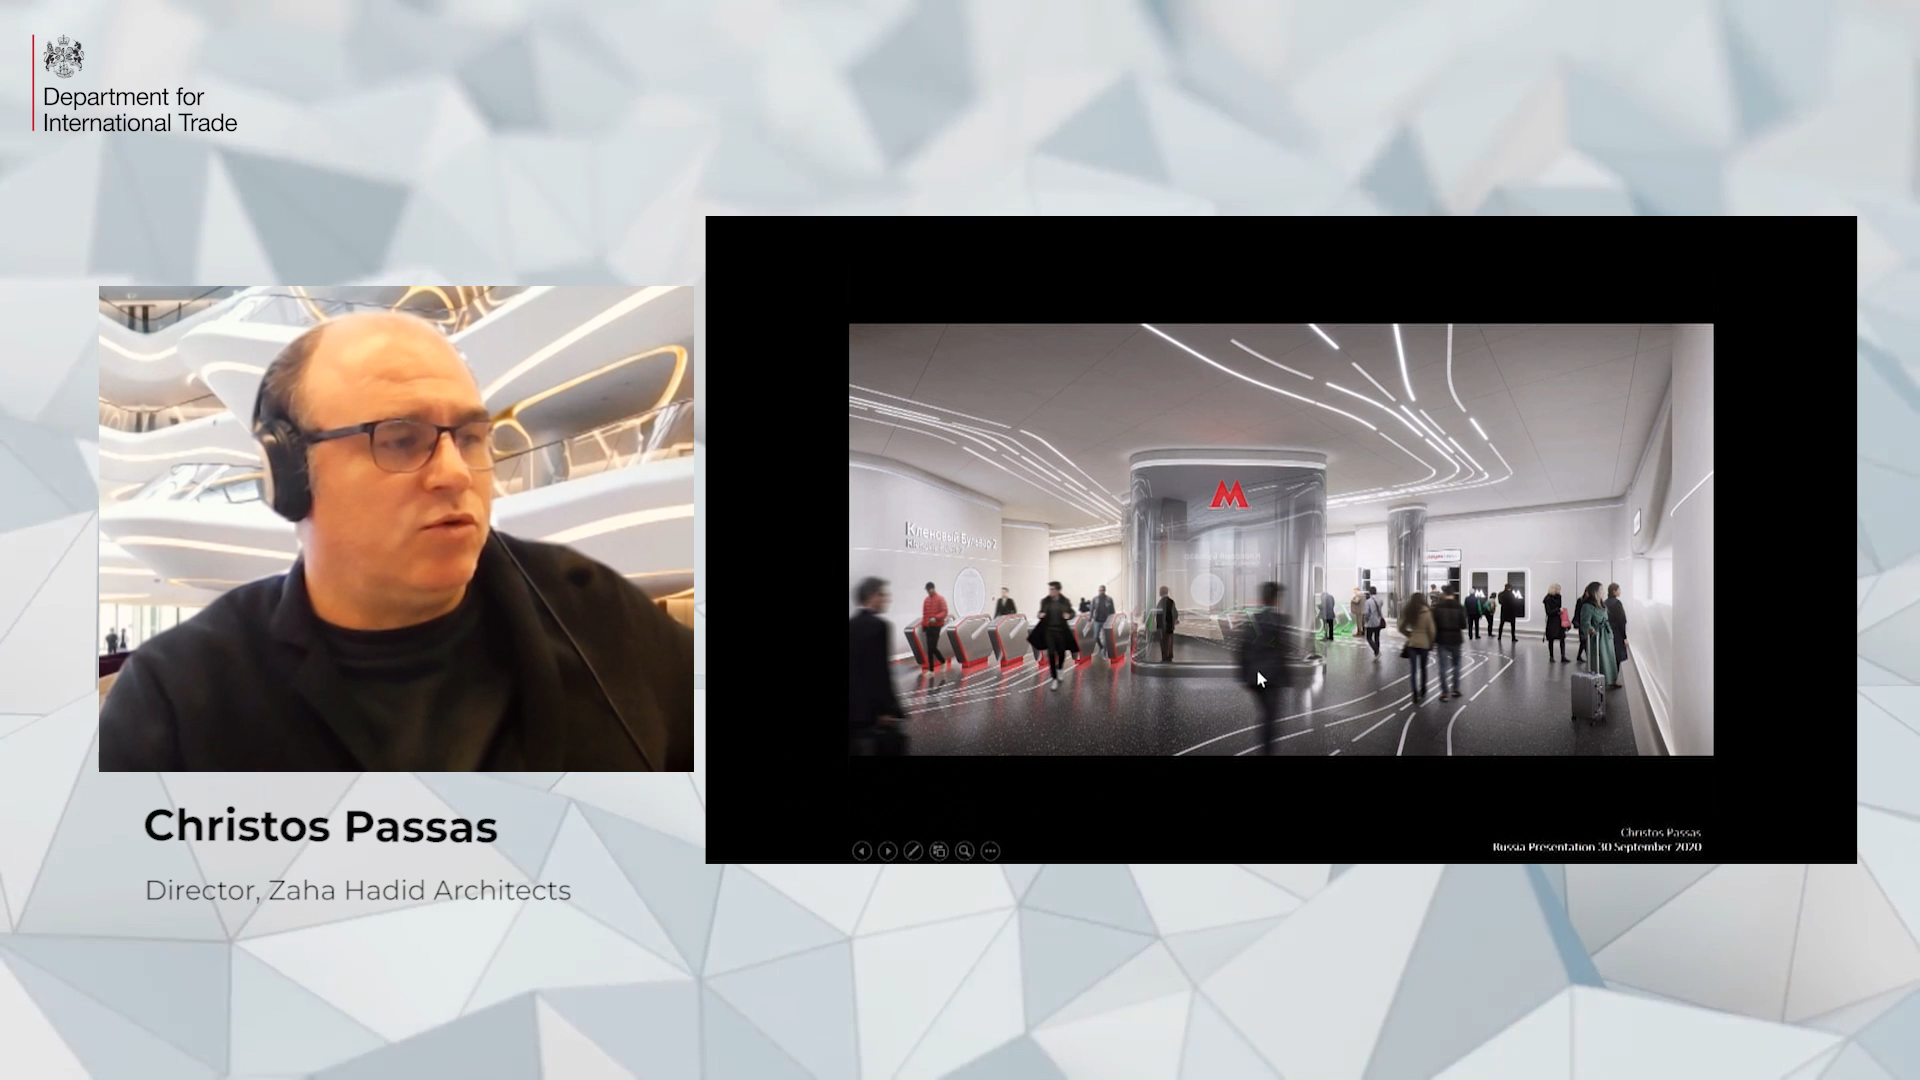 Department for
International Trade
Кленовый Бульвар 2
M
Christos Passas
Russia Presentation 30 September 2020
Christos Passas
Director, Zaha Hadid Architects